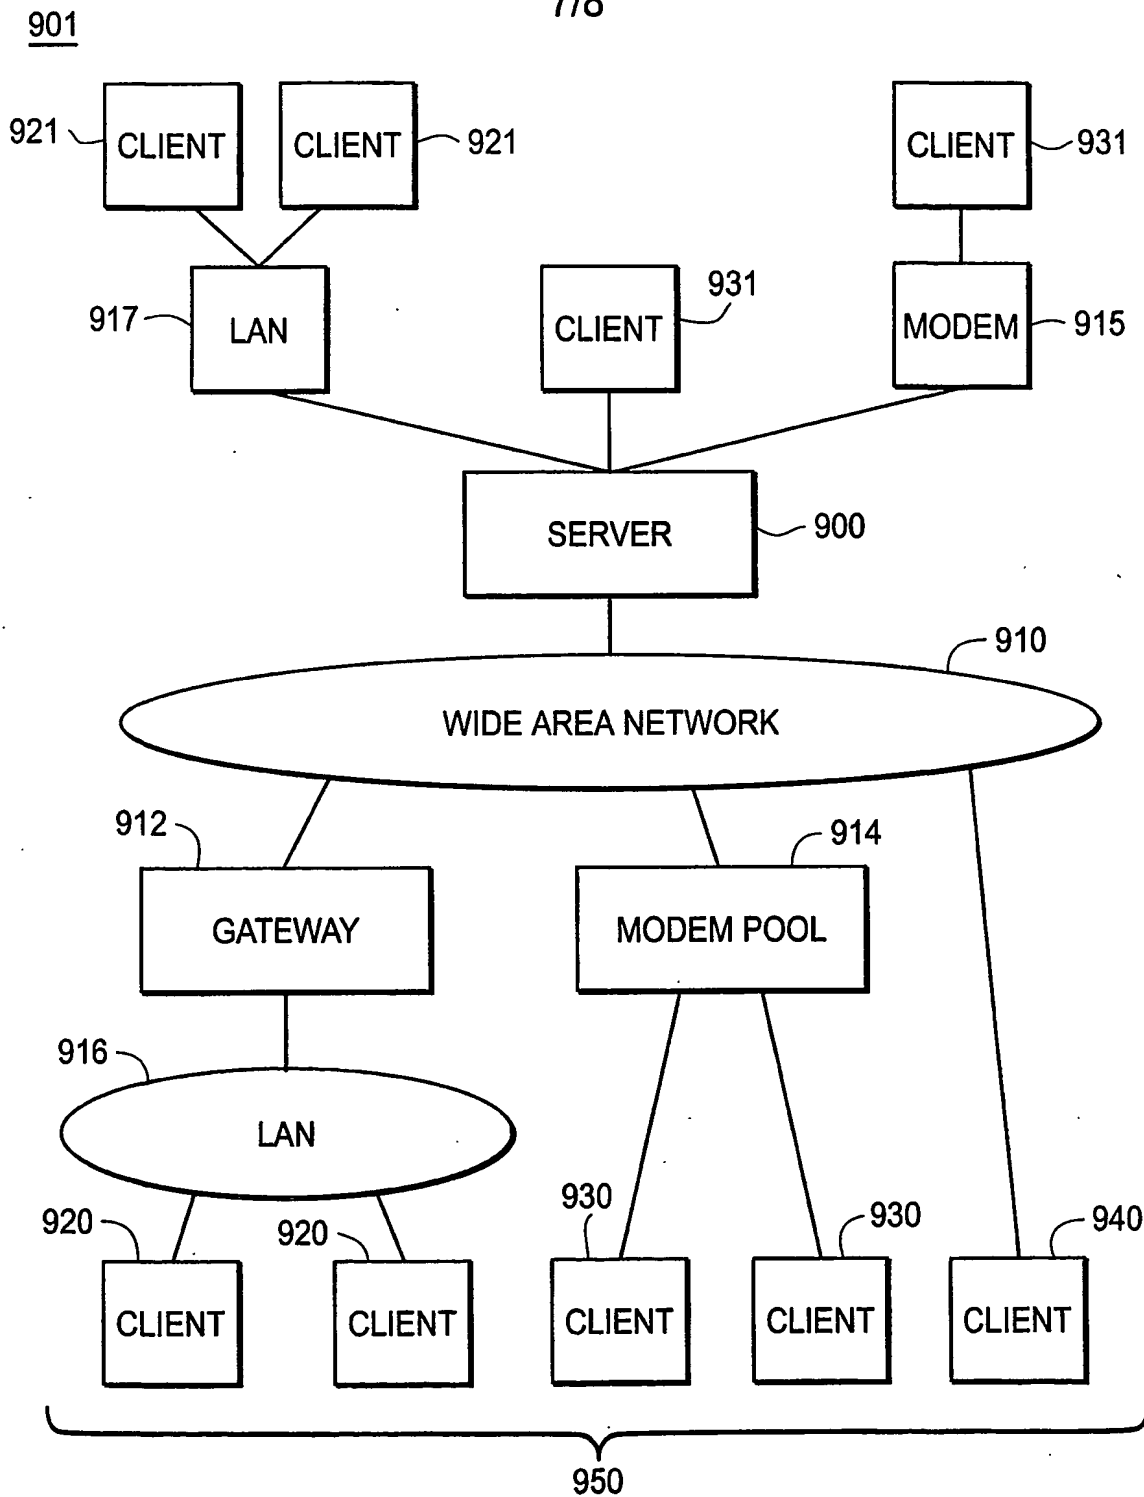 7/8
901
921
CLIENT
CLIENT
921
CLIENT
931
917
LAN
CLIENT
931
MODEM
915
SERVER
900
910
WIDE AREA NETWORK
912
914
GATEWAY
MODEM POOL
916
LAN
920
920
930
930
940
CLIENT
CLIENT
CLIENT
CLIENT
CLIENT
950